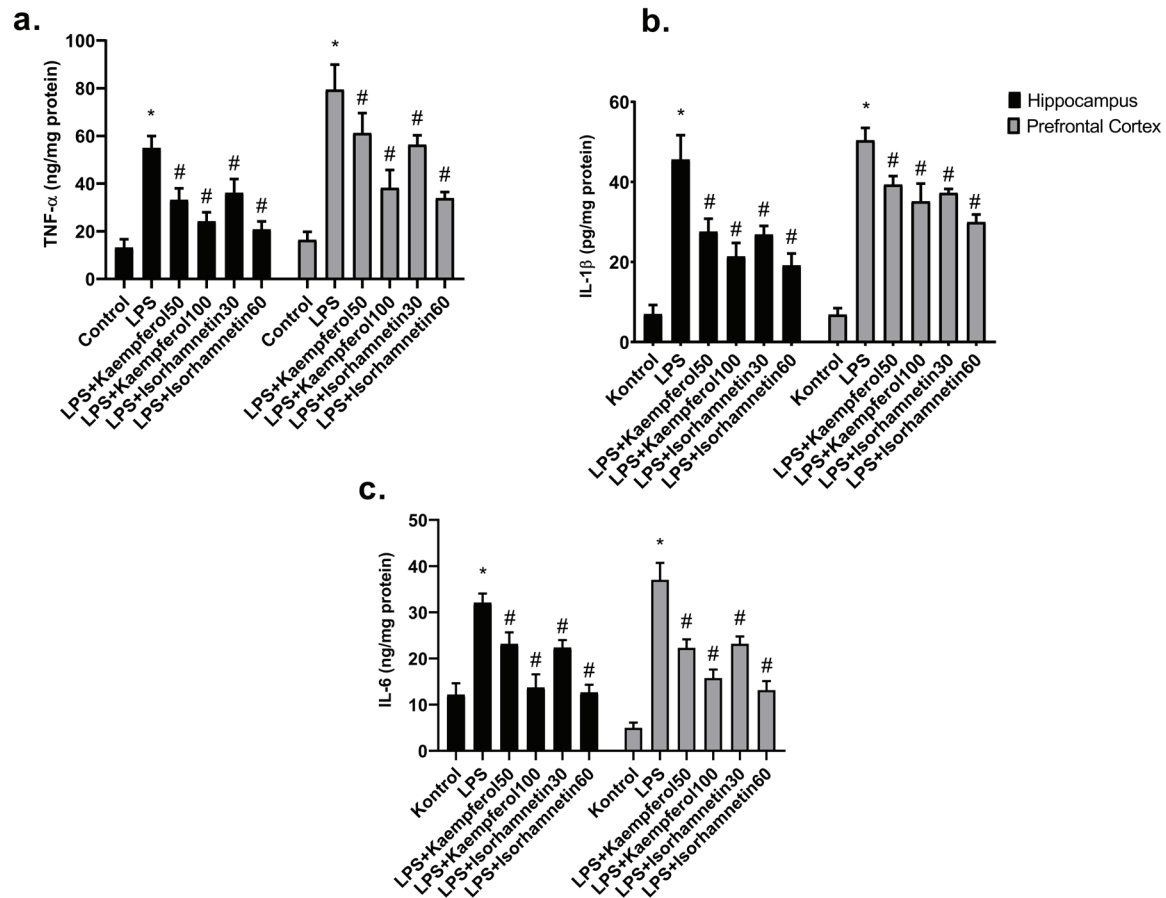 a.
TNF-α (ng/mg protein)
100
80
60
40
20
0
*
#
#
#
#
*
#
#
#
#
Control
LPS
LPS+Kaempferol50
LPS+Kaempferol100
LPS+Isorhamnetin30
LPS+Isorhamnetin60
Control
LPS
LPS+Kaempferol50
LPS+Kaempferol100
LPS+Isorhamnetin30
LPS+Isorhamnetin60
b.
IL-1β (pg/mg protein)
60
40
20
0
*
#
#
#
#
*
#
#
#
#
Kontrol
LPS
LPS+Kaempferol50
LPS+Kaempferol100
LPS+Isorhamnetin30
LPS+Isorhamnetin60
Kontrol
LPS
LPS+Kaempferol50
LPS+Kaempferol100
LPS+Isorhamnetin30
LPS+Isorhamnetin60
Hippocampus
Prefrontal Cortex
c.
IL-6 (ng/mg protein)
50
40
30
20
10
0
*
#
#
#
#
*
#
#
#
#
Kontrol
LPS
LPS+Kaempferol50
LPS+Kaempferol100
LPS+Isorhamnetin30
LPS+Isorhamnetin60
Kontrol
LPS
LPS+Kaempferol50
LPS+Kaempferol100
LPS+Isorhamnetin30
LPS+Isorhamnetin60